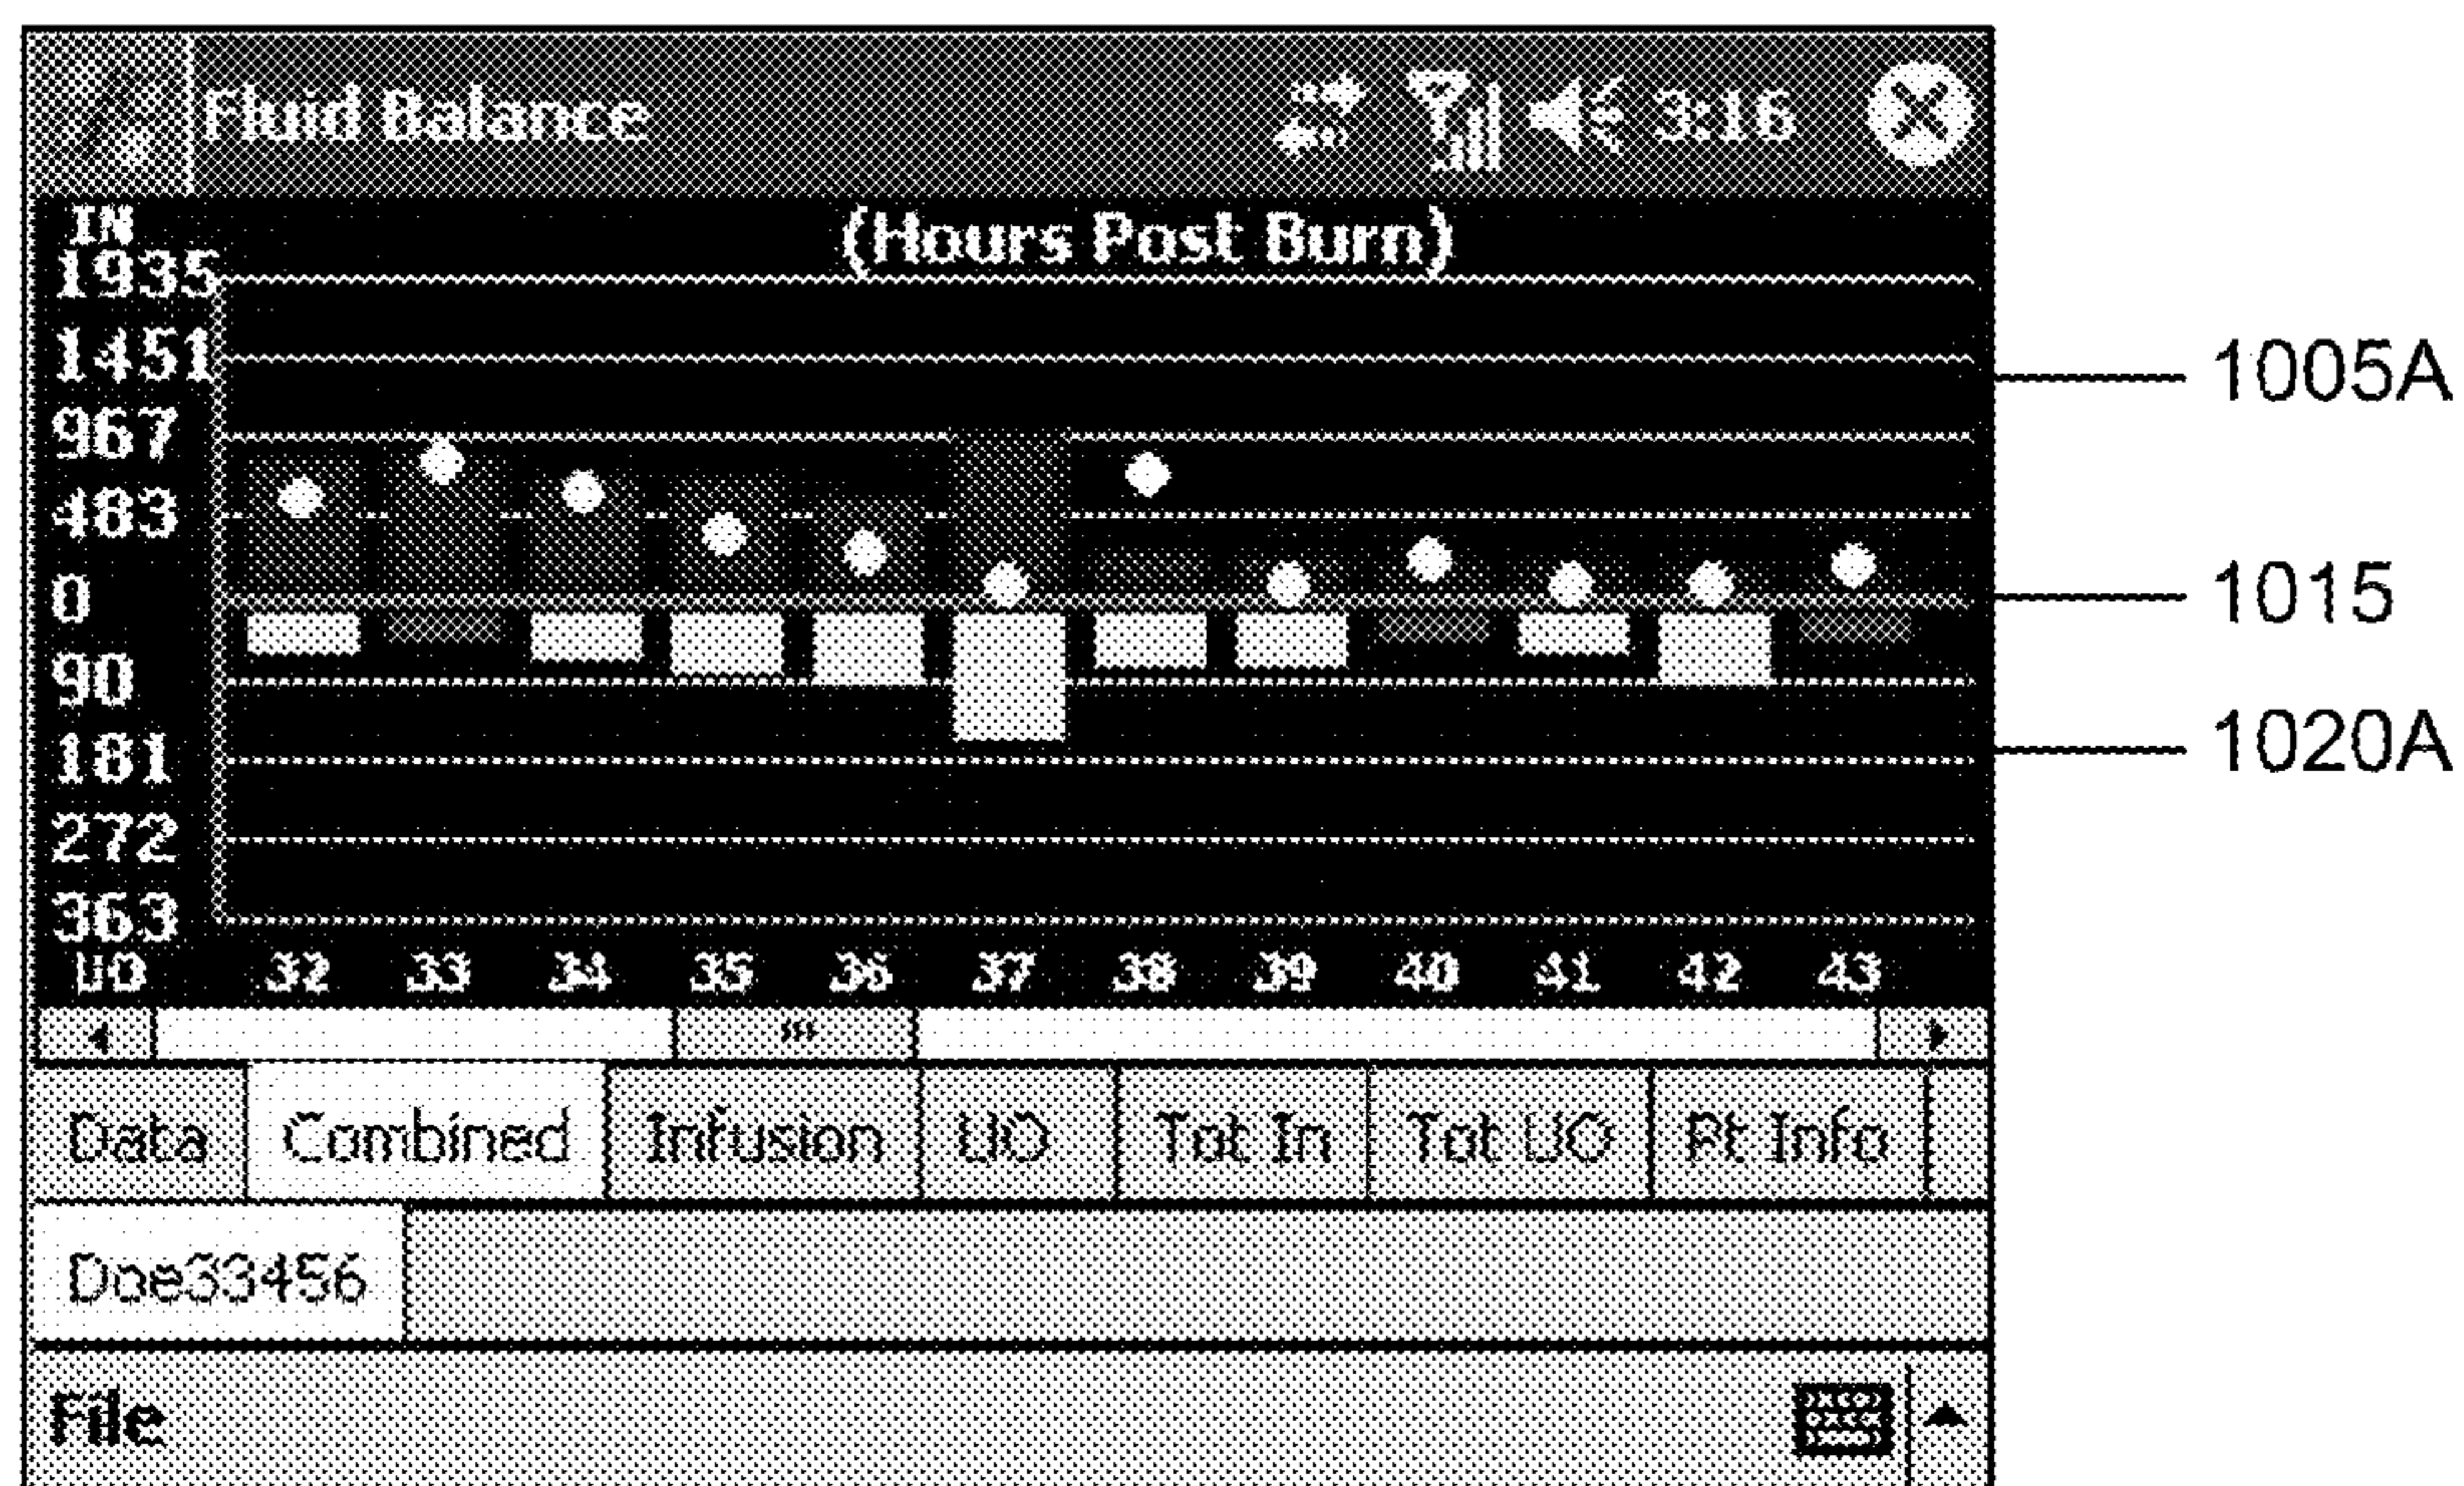 Fluid Balance 3:16
IN (Hours Post Burn)
1935
1451
967
483
0
90
181
272
363
UO 32 33 34 35 36 37 38 39 40 41 42 43
Data Combined Infusion UO Tot In Tot UO Pt Info
Doe33456
File
1005A
1015
1020A